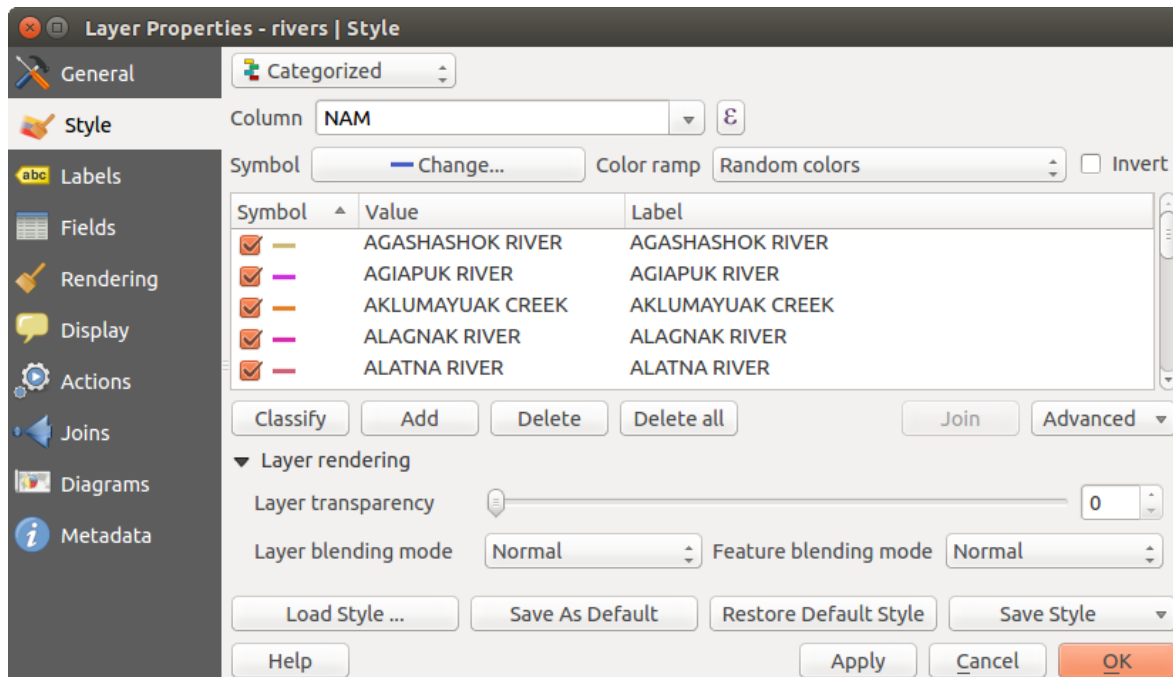 Layer Properties - rivers | Style
General
Style
abc Labels
Fields
Rendering
Display
Actions
Joins
Diagrams
i Metadata
Categorized
Column NAM ε
Symbol Change... Color ramp Random colors Invert
Symbol Value Label
AGASHASHOK RIVER AGASHASHOK RIVER
AGIAPUK RIVER AGIAPUK RIVER
AKLUMAYUAK CREEK AKLUMAYUAK CREEK
ALAGNAK RIVER ALAGNAK RIVER
ALATNA RIVER ALATNA RIVER
Classify Add Delete Delete all Join Advanced
Layer rendering
Layer transparency 0
Layer blending mode Normal Feature blending mode Normal
Load Style ... Save As Default Restore Default Style Save Style
Help Apply Cancel OK